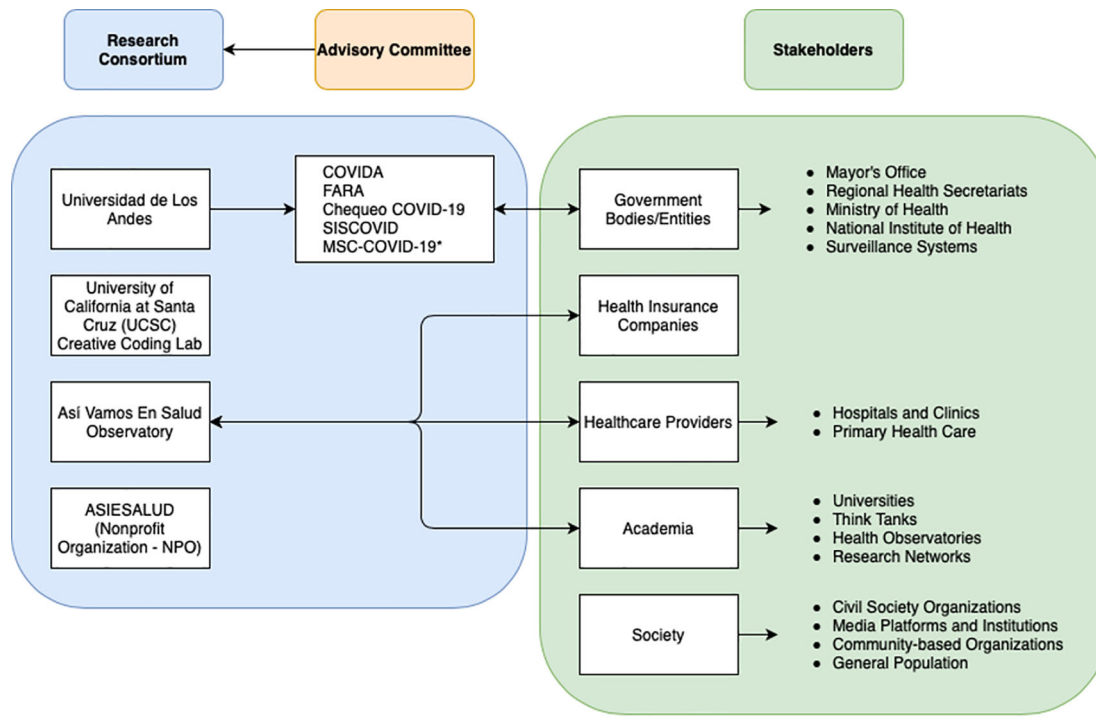 Research
Consortium
Advisory Committee
Stakeholders
Universidad de Los
Andes
COVIDA
FARA
Chequeo COVID-19
SISCOVID
MSC-COVID-19*
Government
Bodies/Entities
● Mayor's Office
● Regional Health Secretariats
● Ministry of Health
● National Institute of Health
● Surveillance Systems
University of
California at Santa
Cruz (UCSC)
Creative Coding Lab
Health Insurance
Companies
Así Vamos En Salud
Observatory
Healthcare Providers
● Hospitals and Clinics
● Primary Health Care
ASIESALUD
(Nonprofit
Organization - NPO)
Academia
● Universities
● Think Tanks
● Health Observatories
● Research Networks
Society
● Civil Society Organizations
● Media Platforms and Institutions
● Community-based Organizations
● General Population